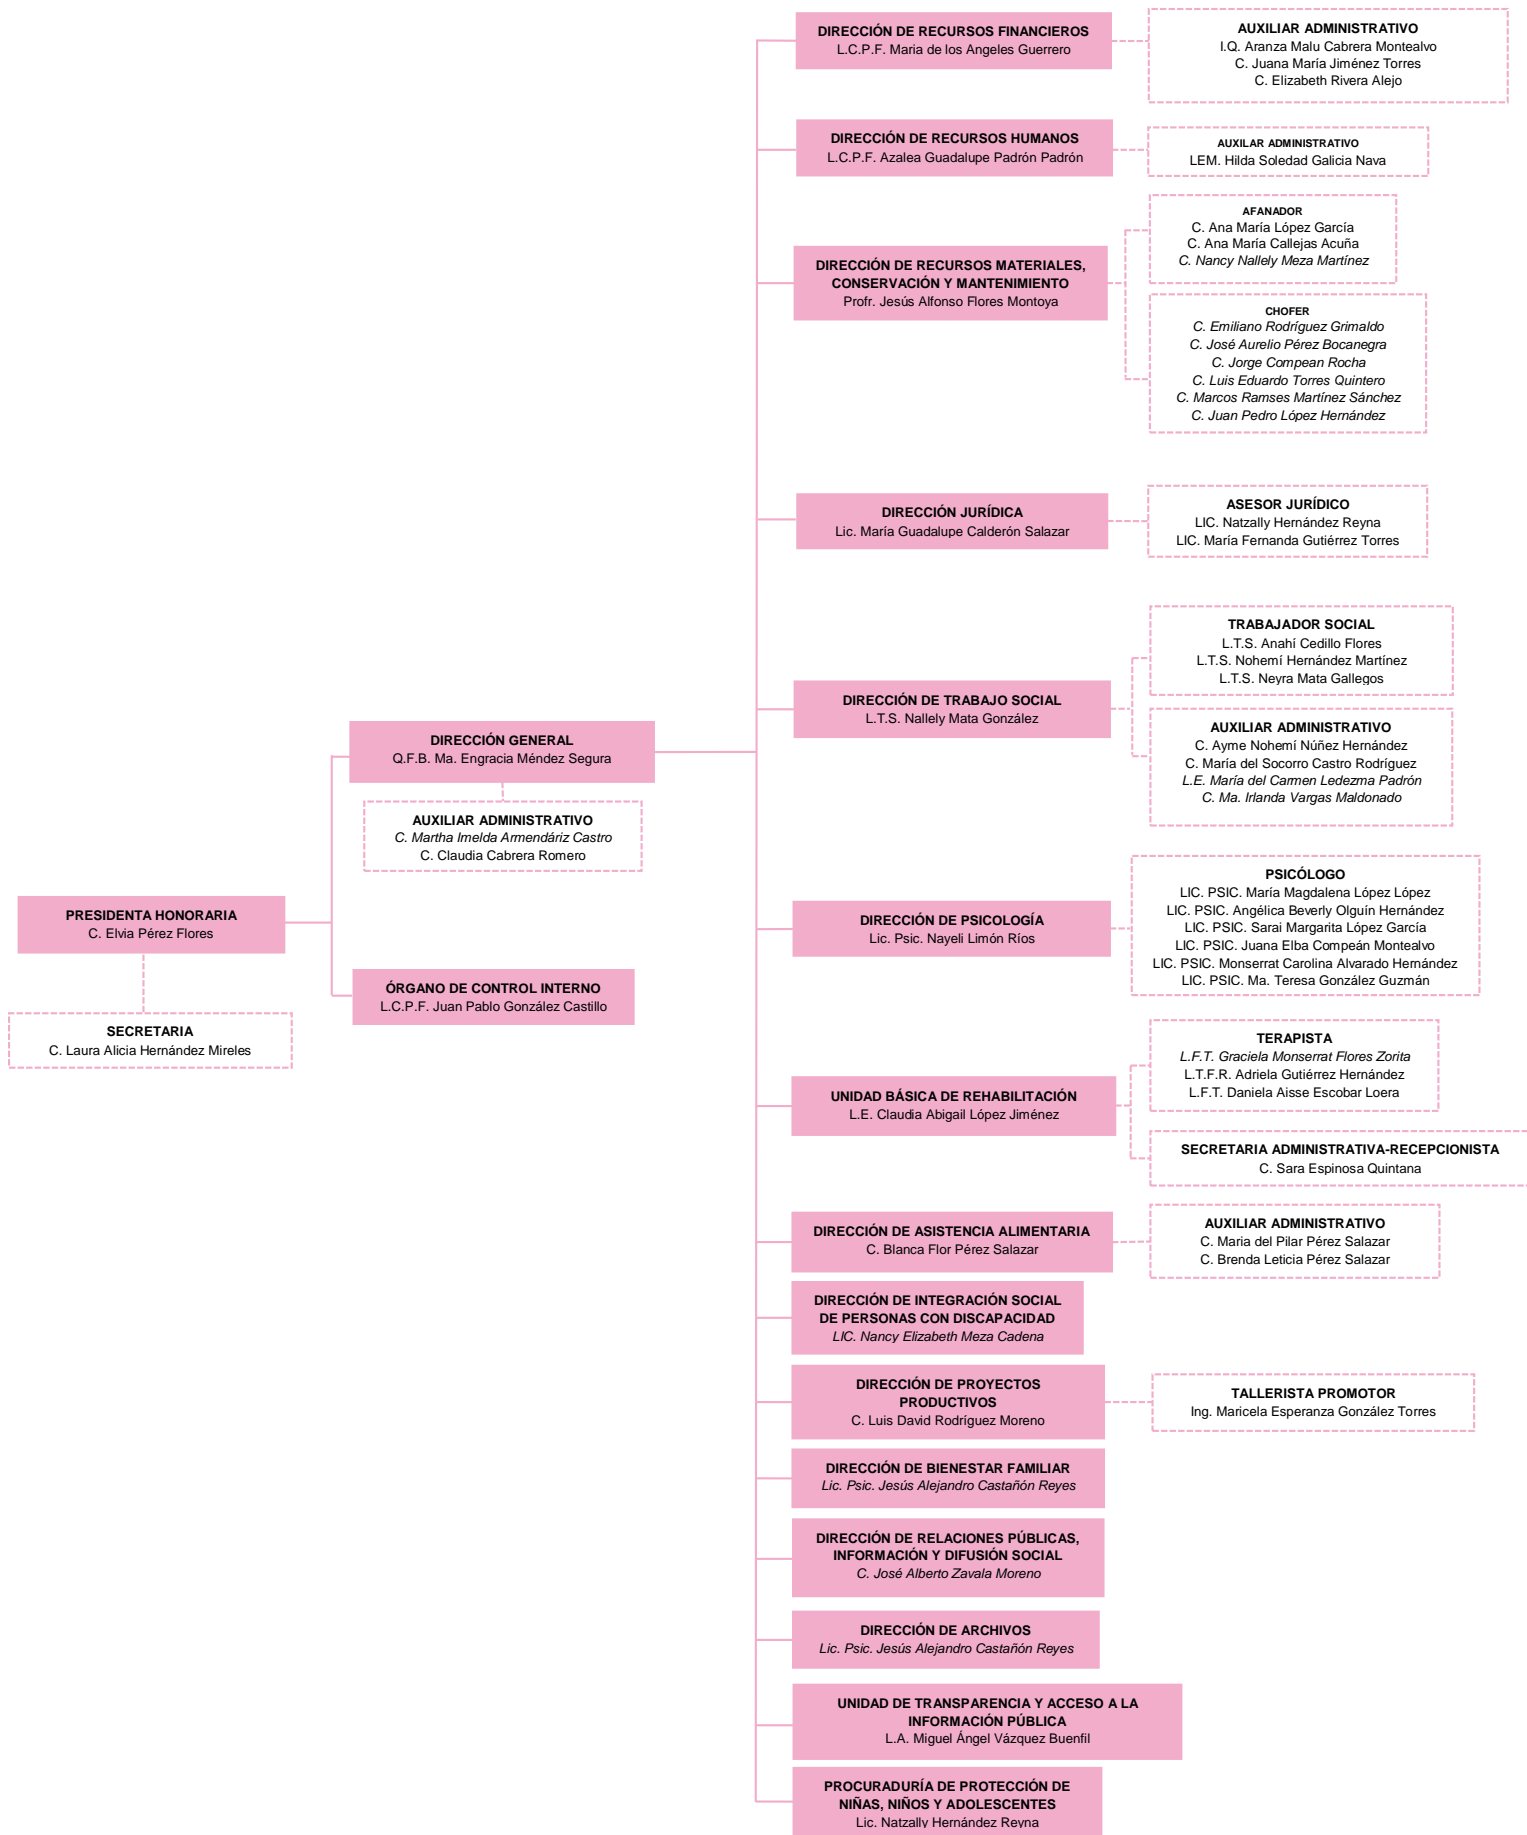 PRESIDENTA HONORARIA
C. Elvia Pérez Flores
SECRETARIA
C. Laura Alicia Hernández Mireles
DIRECCIÓN GENERAL
Q.F.B. Ma. Engracia Méndez Segura
AUXILIAR ADMINISTRATIVO
C. Martha Imelda Armendáriz Castro
C. Claudia Cabrera Romero
ÓRGANO DE CONTROL INTERNO
L.C.P.F. Juan Pablo González Castillo
DIRECCIÓN DE RECURSOS FINANCIEROS
L.C.P.F. Maria de los Angeles Guerrero
AUXILIAR ADMINISTRATIVO
I.Q. Aranza Malu Cabrera Montealvo
C. Juana María Jiménez Torres
C. Elizabeth Rivera Alejo
DIRECCIÓN DE RECURSOS HUMANOS
L.C.P.F. Azalea Guadalupe Padrón Padrón
AUXILAR ADMINISTRATIVO
LEM. Hilda Soledad Galicia Nava
DIRECCIÓN DE RECURSOS MATERIALES,
CONSERVACIÓN Y MANTENIMIENTO
Profr. Jesús Alfonso Flores Montoya
AFANADOR
C. Ana María López García
C. Ana María Callejas Acuña
C. Nancy Nallely Meza Martínez
CHOFER
C. Emiliano Rodríguez Grimaldo
C. José Aurelio Pérez Bocanegra
C. Jorge Compean Rocha
C. Luis Eduardo Torres Quintero
C. Marcos Ramses Martínez Sánchez
C. Juan Pedro López Hernández
DIRECCIÓN JURÍDICA
Lic. María Guadalupe Calderón Salazar
ASESOR JURÍDICO
LIC. Natzally Hernández Reyna
LIC. María Fernanda Gutiérrez Torres
DIRECCIÓN DE TRABAJO SOCIAL
L.T.S. Nallely Mata González
TRABAJADOR SOCIAL
L.T.S. Anahí Cedillo Flores
L.T.S. Nohemí Hernández Martínez
L.T.S. Neyra Mata Gallegos
AUXILIAR ADMINISTRATIVO
C. Ayme Nohemí Núñez Hernández
C. María del Socorro Castro Rodríguez
L.E. María del Carmen Ledezma Padrón
C. Ma. Irlanda Vargas Maldonado
DIRECCIÓN DE PSICOLOGÍA
Lic. Psic. Nayeli Limón Ríos
PSICÓLOGO
LIC. PSIC. María Magdalena López López
LIC. PSIC. Angélica Beverly Olguín Hernández
LIC. PSIC. Sarai Margarita López García
LIC. PSIC. Juana Elba Compeán Montealvo
LIC. PSIC. Monserrat Carolina Alvarado Hernández
LIC. PSIC. Ma. Teresa González Guzmán
UNIDAD BÁSICA DE REHABILITACIÓN
L.E. Claudia Abigail López Jiménez
TERAPISTA
L.F.T. Graciela Monserrat Flores Zorita
L.T.F.R. Adriela Gutiérrez Hernández
L.F.T. Daniela Aisse Escobar Loera
SECRETARIA ADMINISTRATIVA-RECEPCIONISTA
C. Sara Espinosa Quintana
DIRECCIÓN DE ASISTENCIA ALIMENTARIA
C. Blanca Flor Pérez Salazar
AUXILIAR ADMINISTRATIVO
C. Maria del Pilar Pérez Salazar
C. Brenda Leticia Pérez Salazar
DIRECCIÓN DE INTEGRACIÓN SOCIAL
DE PERSONAS CON DISCAPACIDAD
LIC. Nancy Elizabeth Meza Cadena
DIRECCIÓN DE PROYECTOS
PRODUCTIVOS
C. Luis David Rodríguez Moreno
TALLERISTA PROMOTOR
Ing. Maricela Esperanza González Torres
DIRECCIÓN DE BIENESTAR FAMILIAR
Lic. Psic. Jesús Alejandro Castañón Reyes
DIRECCIÓN DE RELACIONES PÚBLICAS,
INFORMACIÓN Y DIFUSIÓN SOCIAL
C. José Alberto Zavala Moreno
DIRECCIÓN DE ARCHIVOS
Lic. Psic. Jesús Alejandro Castañón Reyes
UNIDAD DE TRANSPARENCIA Y ACCESO A LA
INFORMACIÓN PÚBLICA
L.A. Miguel Ángel Vázquez Buenfil
PROCURADURÍA DE PROTECCIÓN DE
NIÑAS, NIÑOS Y ADOLESCENTES
Lic. Natzally Hernández Reyna